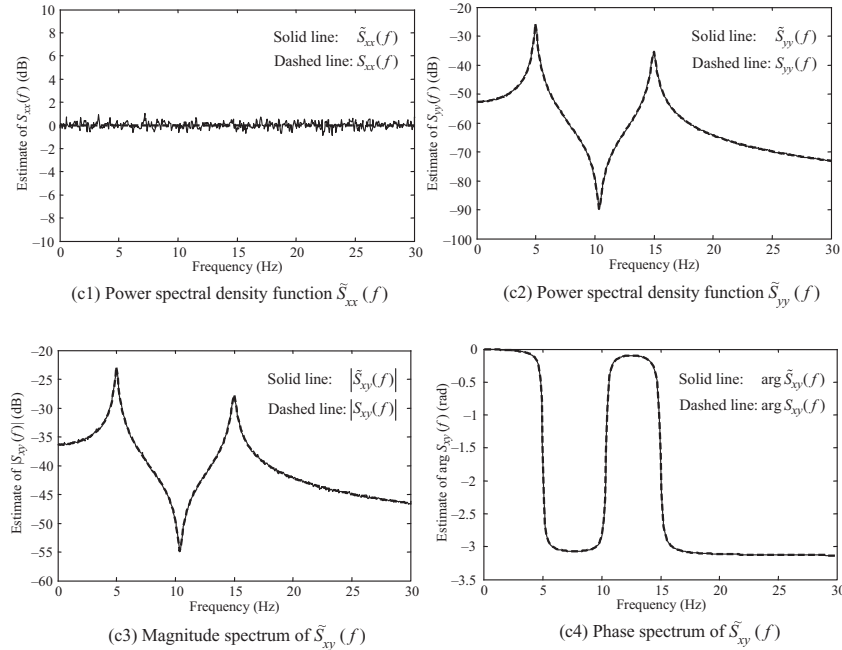 Estimate of S_xx(f) (dB)
10
8
6
4
2
0
−2
−4
−6
−8
−10
Solid line: S̃_xx(f)
Dashed line: S_xx(f)
0 5 10 15 20 25 30
Frequency (Hz)
(c1) Power spectral density function S̃_xx (f)
Estimate of S_yy(f) (dB)
−20
−30
−40
−50
−60
−70
−80
−90
−100
Solid line: S̃_yy(f)
Dashed line: S_yy(f)
0 5 10 15 20 25 30
Frequency (Hz)
(c2) Power spectral density function S̃_yy (f)
Estimate of |S_xy(f)| (dB)
−20
−25
−30
−35
−40
−45
−50
−55
−60
Solid line: |S̃_xy(f)|
Dashed line: |S_xy(f)|
0 5 10 15 20 25 30
Frequency (Hz)
(c3) Magnitude spectrum of S̃_xy (f)
Estimate of arg S_xy(f) (rad)
0
−0.5
−1
−1.5
−2
−2.5
−3
−3.5
Solid line: arg S̃_xy(f)
Dashed line: arg S_xy(f)
0 5 10 15 20 25 30
Frequency (Hz)
(c4) Phase spectrum of S̃_xy (f)